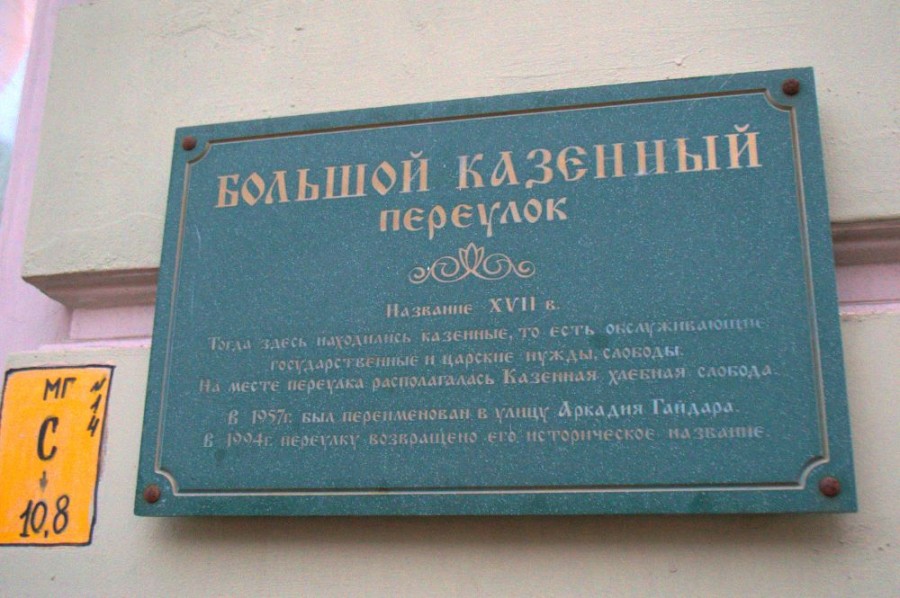 БОЛЬШОЙ КАЗЕННЫЙ
ПЕРЕУЛОК
Название XVII в.
Тогда здесь находились казенные, то есть обслуживающие
государственные и царские нужды, слободы.
На месте переулка располагалась Казенная хлебная слобода.
В 1957г. был переименован в улицу Аркадия Гайдара.
В 1994г. переулку возвращено его историческое название.
МГ
№14
С
↓
10,8